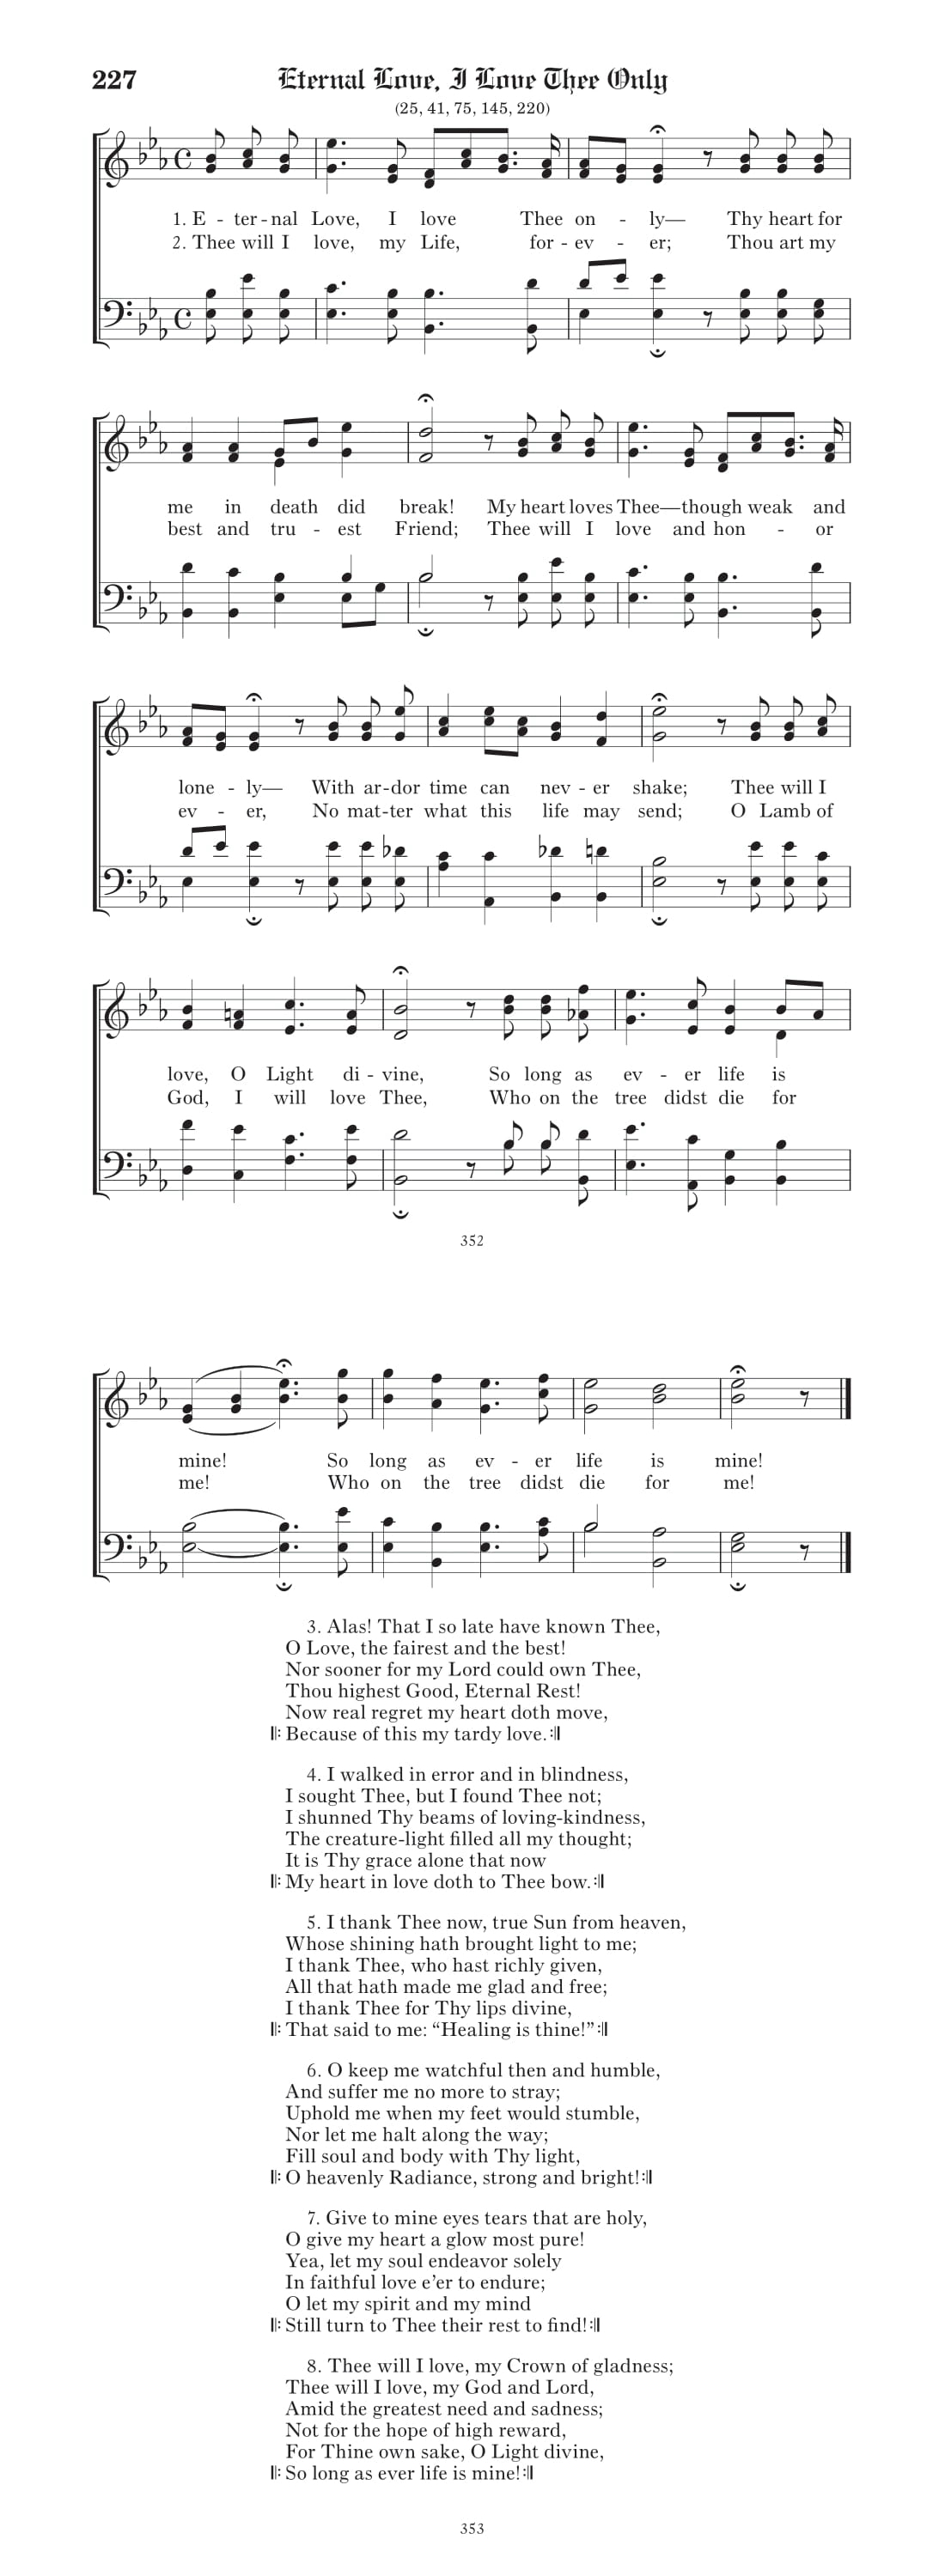 227
Eternal Love, I Love Thee Only
(25, 41, 75, 145, 220)
1. E - ter - nal Love, I love Thee on - ly— Thy heart for
2. Thee will I love, my Life, for - ev - er; Thou art my
me in death did break! My heart loves Thee—though weak and
best and tru - est Friend; Thee will I love and hon - or
lone - ly— With ar-dor time can nev - er shake; Thee will I
ev - er, No mat-ter what this life may send; O Lamb of
love, O Light di - vine, So long as ev - er life is
God, I will love Thee, Who on the tree didst die for
352
mine! So long as ev - er life is mine!
me! Who on the tree didst die for me!
3. Alas! That I so late have known Thee,
O Love, the fairest and the best!
Nor sooner for my Lord could own Thee,
Thou highest Good, Eternal Rest!
Now real regret my heart doth move,
𝄆 Because of this my tardy love. 𝄇
4. I walked in error and in blindness,
I sought Thee, but I found Thee not;
I shunned Thy beams of loving-kindness,
The creature-light filled all my thought;
It is Thy grace alone that now
𝄆 My heart in love doth to Thee bow. 𝄇
5. I thank Thee now, true Sun from heaven,
Whose shining hath brought light to me;
I thank Thee, who hast richly given,
All that hath made me glad and free;
I thank Thee for Thy lips divine,
𝄆 That said to me: “Healing is thine!” 𝄇
6. O keep me watchful then and humble,
And suffer me no more to stray;
Uphold me when my feet would stumble,
Nor let me halt along the way;
Fill soul and body with Thy light,
𝄆 O heavenly Radiance, strong and bright! 𝄇
7. Give to mine eyes tears that are holy,
O give my heart a glow most pure!
Yea, let my soul endeavor solely
In faithful love e’er to endure;
O let my spirit and my mind
𝄆 Still turn to Thee their rest to find! 𝄇
8. Thee will I love, my Crown of gladness;
Thee will I love, my God and Lord,
Amid the greatest need and sadness;
Not for the hope of high reward,
For Thine own sake, O Light divine,
𝄆 So long as ever life is mine! 𝄇
353